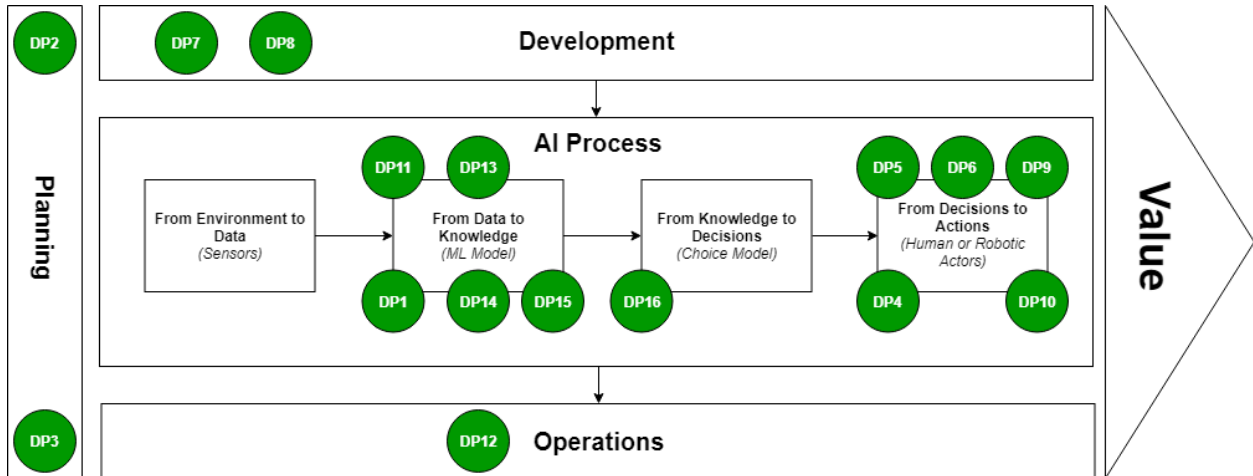 DP2
DP7
DP8
Development
AI Process
DP11
DP13
DP5
DP6
DP9
Planning
From Environment to
Data
(Sensors)
From Data to
Knowledge
(ML Model)
From Knowledge to
Decisions
(Choice Model)
From Decisions to
Actions
(Human or Robotic
Actors)
Value
DP1
DP14
DP15
DP16
DP4
DP10
DP3
DP12
Operations